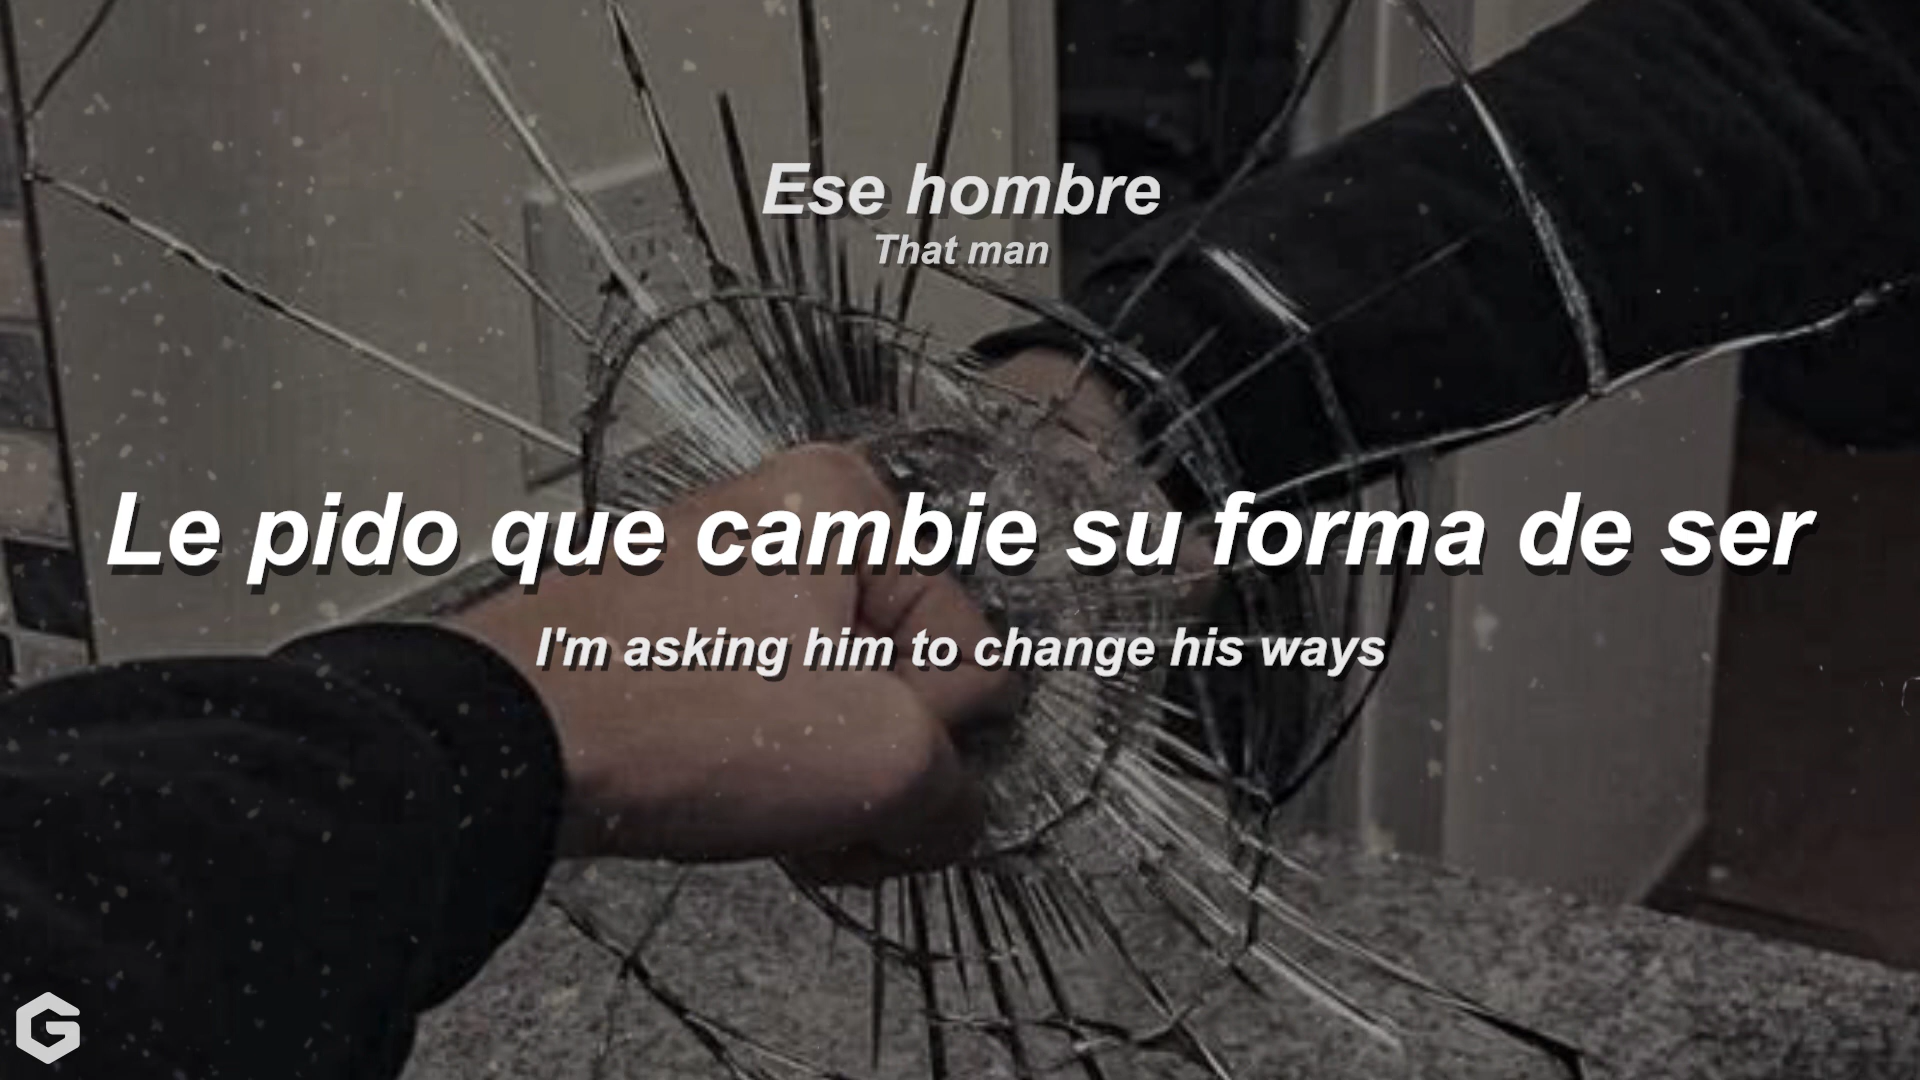 Ese hombre
That man
Le pido que cambie su forma de ser
I'm asking him to change his ways
G